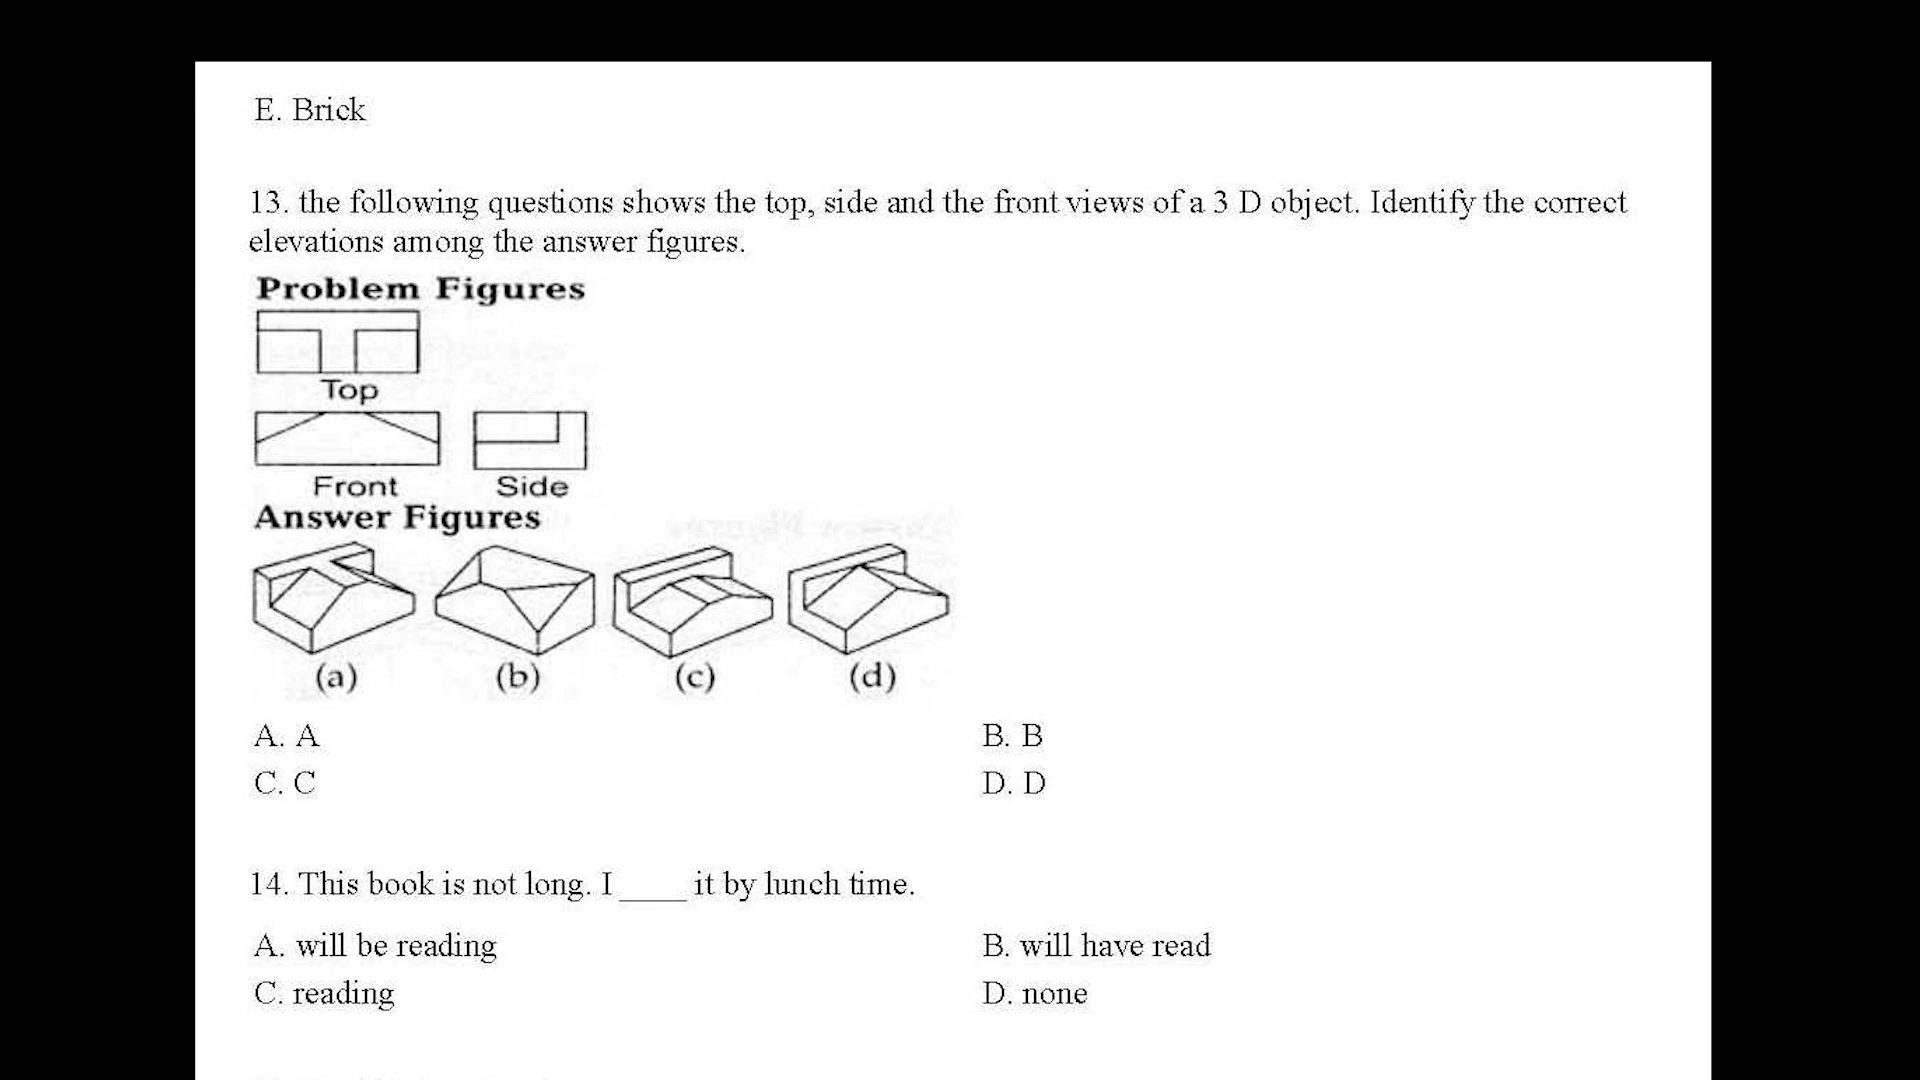 E. Brick
13. the following questions shows the top, side and the front views of a 3 D object. Identify the correct
elevations among the answer figures.
Problem Figures
Top
Front Side
Answer Figures
(a) (b) (c) (d)
A. A B. B
C. C D. D
14. This book is not long. I ____ it by lunch time.
A. will be reading B. will have read
C. reading D. none